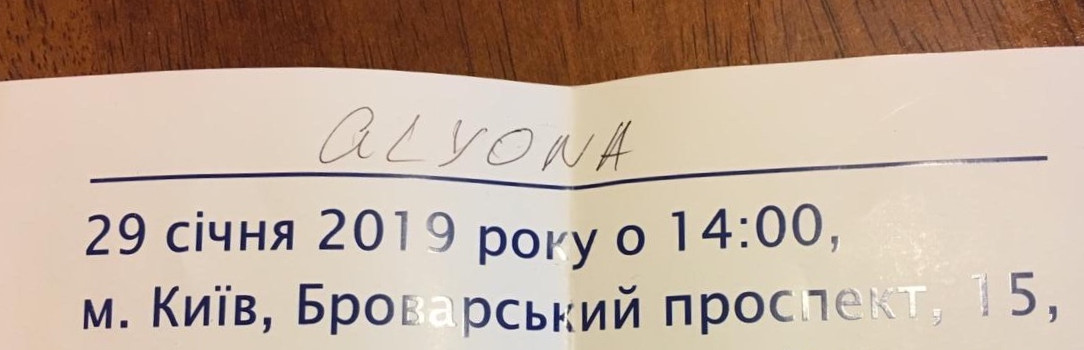 ALYONA
29 січня 2019 року о 14:00,
м. Київ, Броварський проспект, 15,